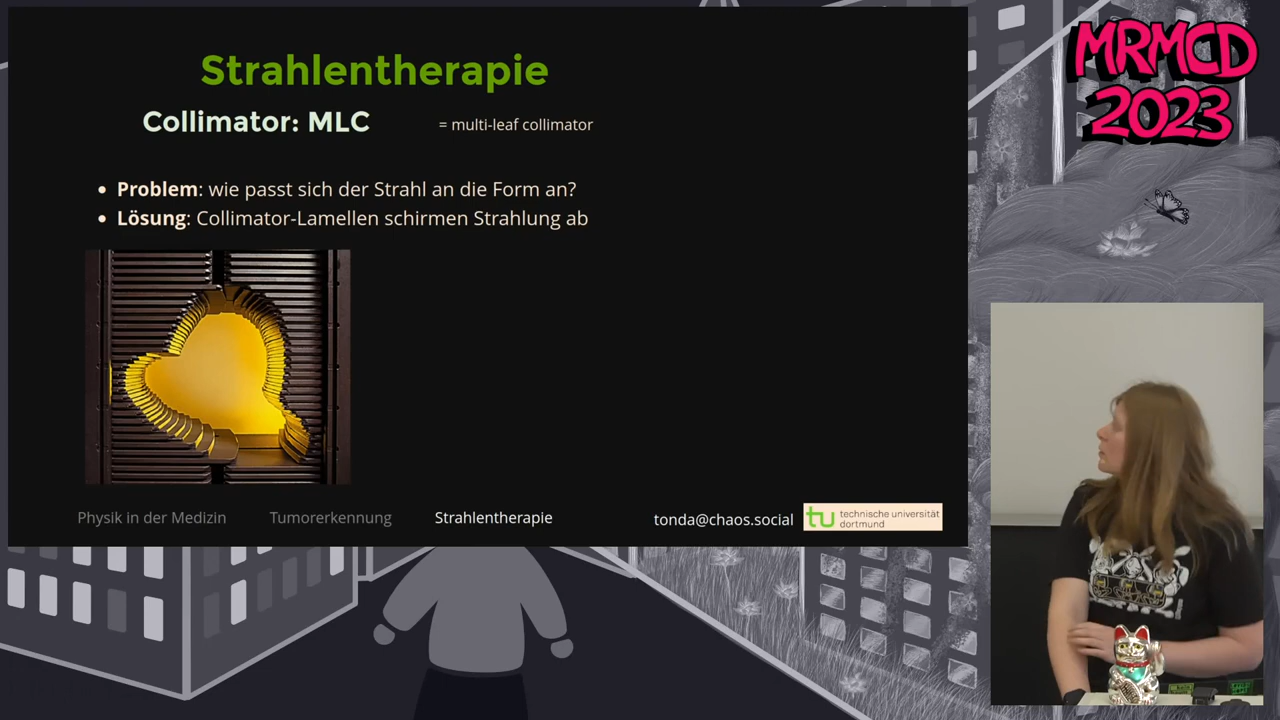 Strahlentherapie
Collimator: MLC = multi-leaf collimator
• Problem: wie passt sich der Strahl an die Form an?
• Lösung: Collimator-Lamellen schirmen Strahlung ab
Physik in der Medizin Tumorerkennung Strahlentherapie tonda@chaos.social
tu technische universität
dortmund
MRMCD
2023